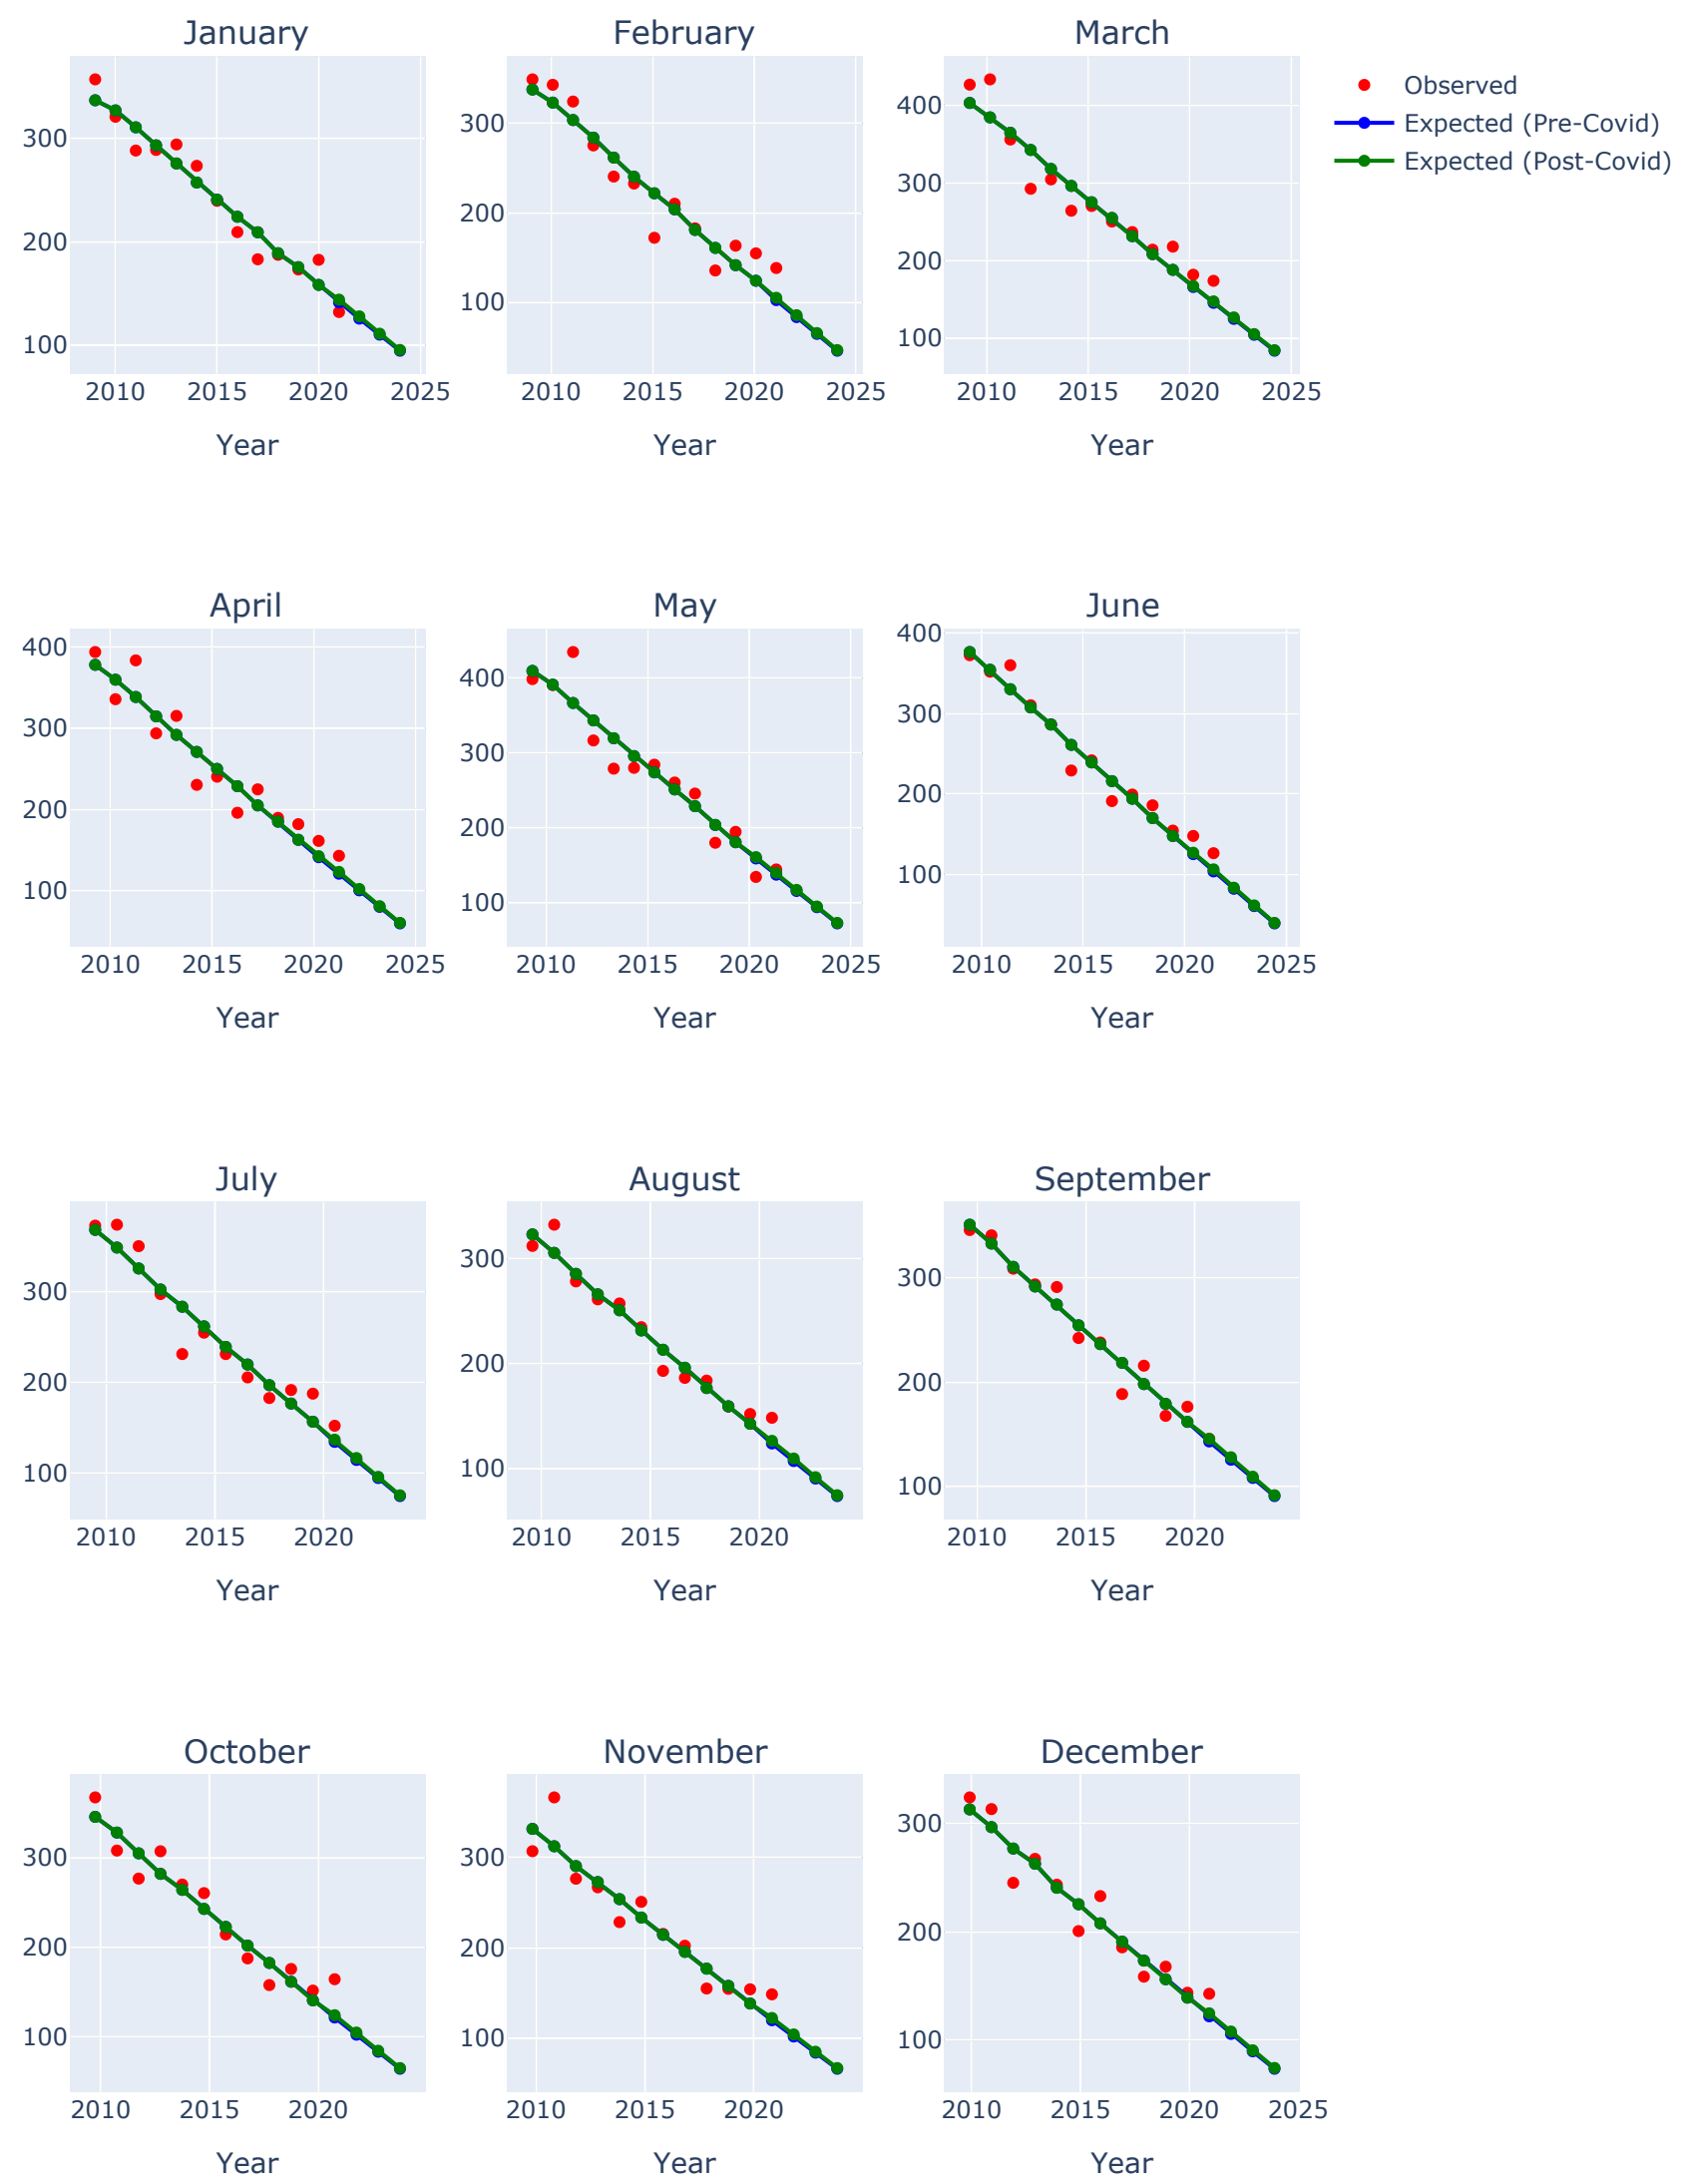 January February March
Observed
Expected (Pre-Covid)
Expected (Post-Covid)
300 300 400
200 200 300
100 100 200
100
2010 2015 2020 2025 2010 2015 2020 2025 2010 2015 2020 2025
Year Year Year
April May June
400 400 400
300 300 300
200 200 200
100 100 100
2010 2015 2020 2025 2010 2015 2020 2025 2010 2015 2020 2025
Year Year Year
July August September
300 300 300
200 200 200
100 100 100
2010 2015 2020 2010 2015 2020 2010 2015 2020
Year Year Year
October November December
300 300 300
200 200 200
100 100 100
2010 2015 2020 2010 2015 2020 2010 2015 2020 2025
Year Year Year